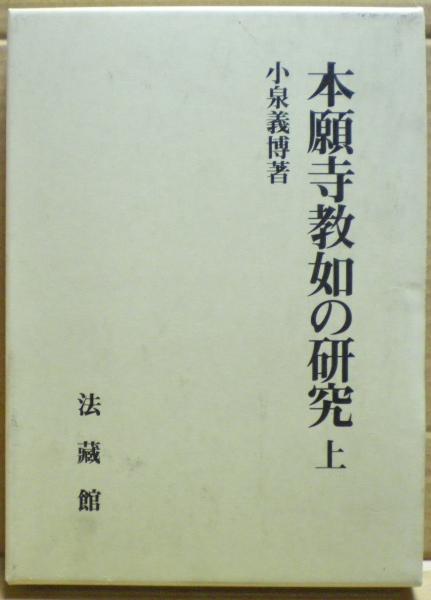 本願寺教如の研究 上
小泉義博著
法藏館